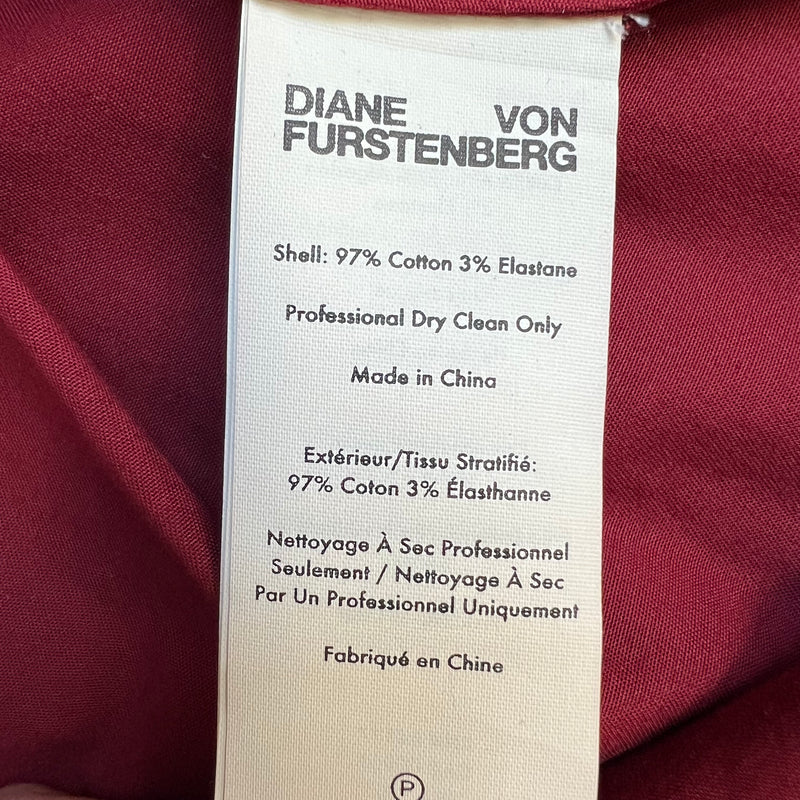 DIANE VON
FURSTENBERG
Shell: 97% Cotton 3% Elastane
Professional Dry Clean Only
Made in China
Extérieur/Tissu Stratifié:
97% Coton 3% Élasthanne
Nettoyage À Sec Professionnel
Seulement / Nettoyage À Sec
Par Un Professionnel Uniquement
Fabriqué en Chine
P